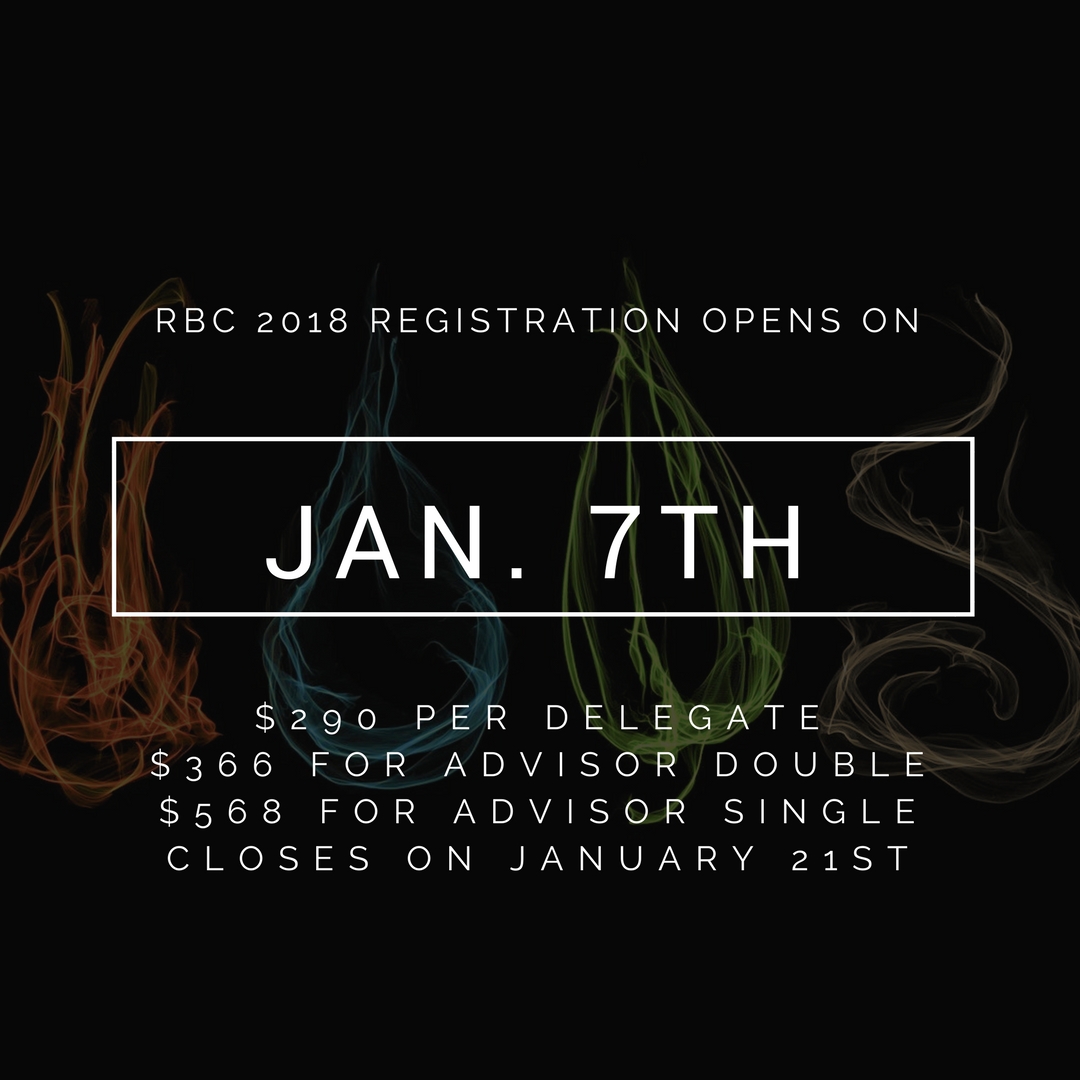 RBC 2018 REGISTRATION OPENS ON
JAN. 7TH
$290 PER DELEGATE
$366 FOR ADVISOR DOUBLE
$568 FOR ADVISOR SINGLE
CLOSES ON JANUARY 21ST